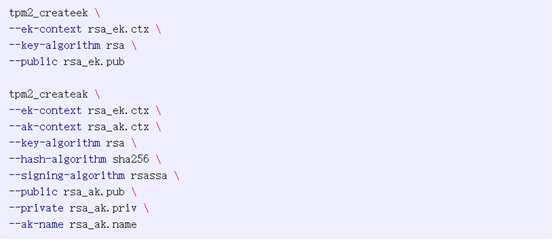 tpm2_createek \
--ek-context rsa_ek.ctx \
--key-algorithm rsa \
--public rsa_ek.pub

tpm2_createak \
--ek-context rsa_ek.ctx \
--ak-context rsa_ak.ctx \
--key-algorithm rsa \
--hash-algorithm sha256 \
--signing-algorithm rsassa \
--public rsa_ak.pub \
--private rsa_ak.priv \
--ak-name rsa_ak.name